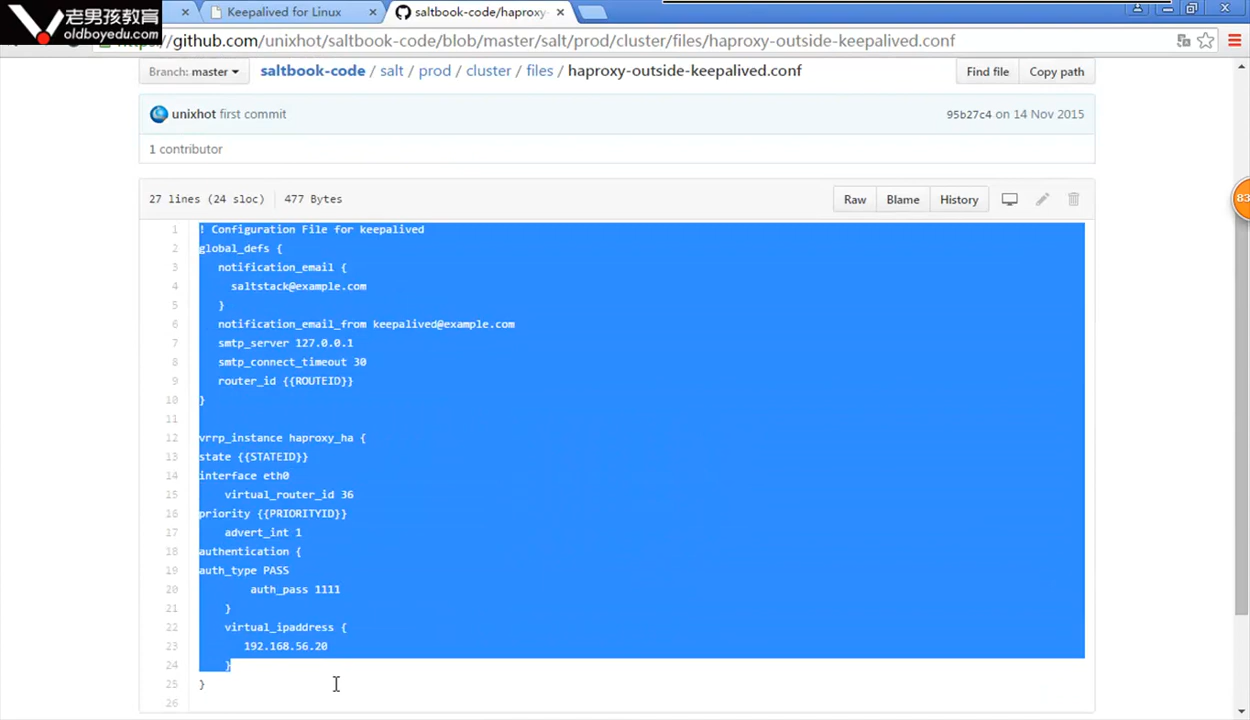 老男孩教育
oldboyedu.com
Keepalived for Linux
saltbook-code/haproxy-
https://github.com/unixhot/saltbook-code/blob/master/salt/prod/cluster/files/haproxy-outside-keepalived.conf
Branch: master
saltbook-code / salt / prod / cluster / files / haproxy-outside-keepalived.conf
Find file
Copy path
unixhot first commit
95b27c4 on 14 Nov 2015
1 contributor
27 lines (24 sloc)
477 Bytes
Raw
Blame
History
83
1 ! Configuration File for keepalived
2 global_defs {
3 notification_email {
4 saltstack@example.com
5 }
6 notification_email_from keepalived@example.com
7 smtp_server 127.0.0.1
8 smtp_connect_timeout 30
9 router_id {{ROUTEID}}
10 }
11
12 vrrp_instance haproxy_ha {
13 state {{STATEID}}
14 interface eth0
15 virtual_router_id 36
16 priority {{PRIORITYID}}
17 advert_int 1
18 authentication {
19 auth_type PASS
20 auth_pass 1111
21 }
22 virtual_ipaddress {
23 192.168.56.20
24 }
25 }
26